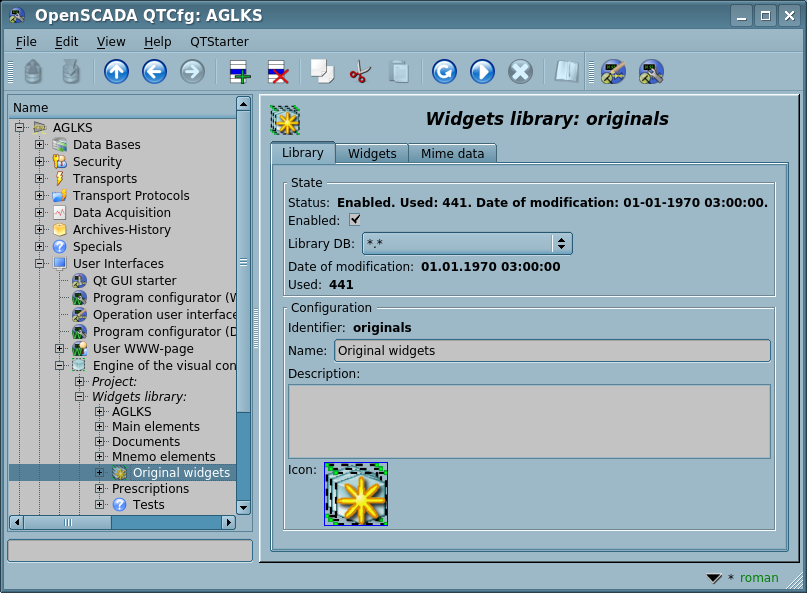 OpenSCADA QTCfg: AGLKS
File Edit View Help QTStarter
Name
AGLKS
Data Bases
Security
Transports
Transport Protocols
Data Acquisition
Archives-History
Specials
User Interfaces
Qt GUI starter
Program configurator (W
Operation user interface
Program configurator (D
User WWW-page
Engine of the visual con
Project:
Widgets library:
AGLKS
Main elements
Documents
Mnemo elements
Original widgets
Prescriptions
Tests
Widgets library: originals
Library Widgets Mime data
State
Status: Enabled. Used: 441. Date of modification: 01-01-1970 03:00:00.
Enabled:
Library DB: *.*
Date of modification: 01.01.1970 03:00:00
Used: 441
Configuration
Identifier: originals
Name: Original widgets
Description:
Icon:
* roman